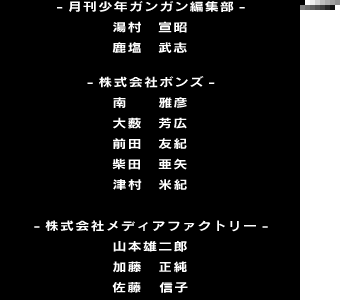 – 月刊少年ガンガン編集部 –
湯村　宣昭
鹿塩　武志
– 株式会社ボンズ –
南　　雅彦
大薮　芳広
前田　友紀
柴田　亜矢
津村　米紀
– 株式会社メディアファクトリー –
山本雄二郎
加藤　正純
佐藤　信子